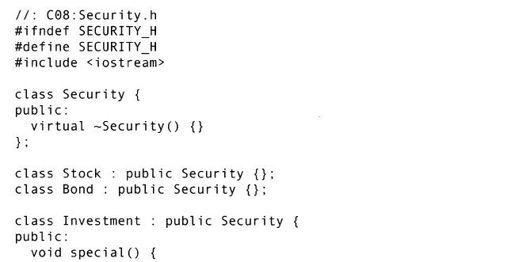 //: C08:Security.h
#ifndef SECURITY_H
#define SECURITY_H
#include <iostream>

class Security {
public:
  virtual ~Security() {}
};

class Stock : public Security {};
class Bond : public Security {};

class Investment : public Security {
public:
  void special() {